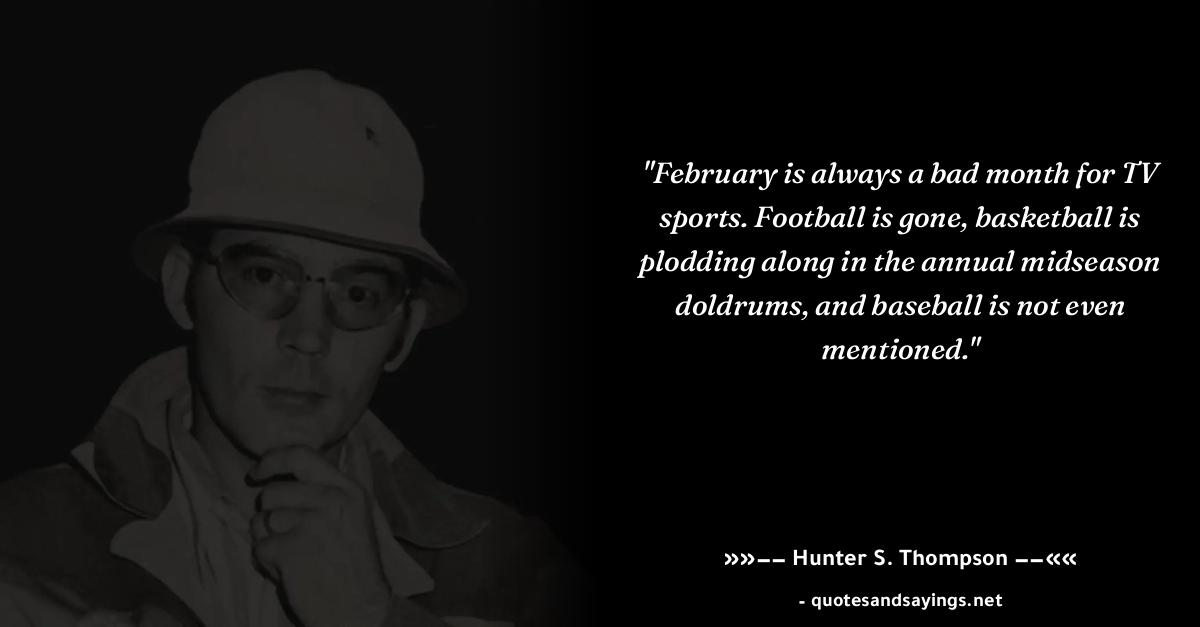 "February is always a bad month for TV
sports. Football is gone, basketball is
plodding along in the annual midseason
doldrums, and baseball is not even
mentioned."
»»−− Hunter S. Thompson −−««
- quotesandsayings.net